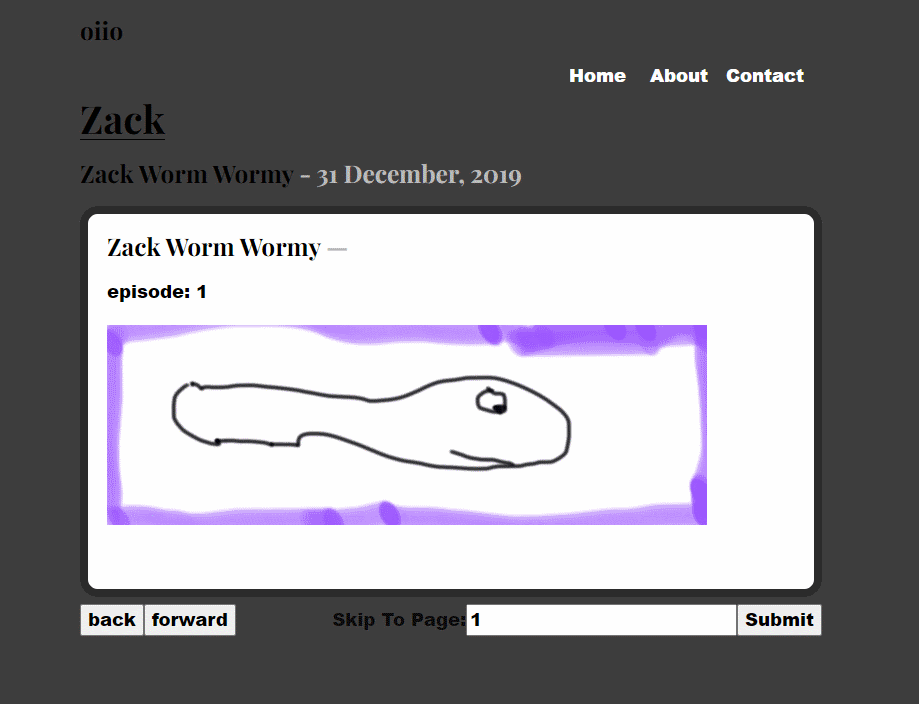 oiio
Home About Contact
Zack
Zack Worm Wormy - 31 December, 2019
Zack Worm Wormy —
episode: 1
back forward Skip To Page: 1 Submit